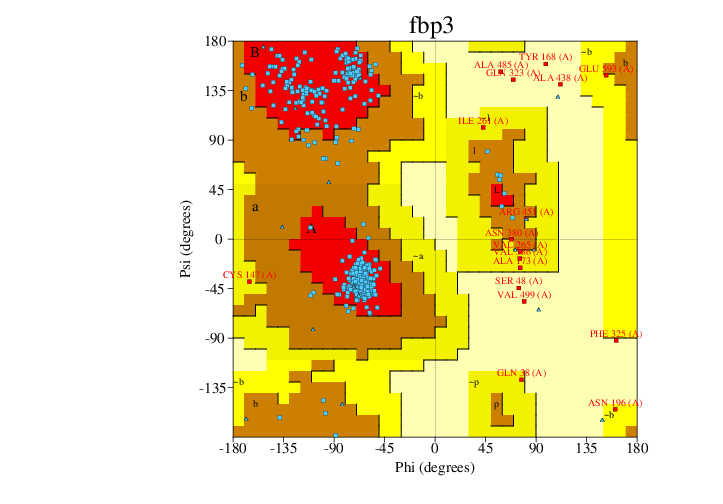 fbp3
180
135
90
45
0
-45
-90
-135
Psi (degrees)
B
b
a
A
~b
b
~b
b
~b
~a
l
L
~p
p
~b
TYR 168 (A)
ALA 485 (A)
GLU 593 (A)
GLN 323 (A)
ALA 438 (A)
ILE 261 (A)
ARG 451 (A)
ASN 380 (A)
VAL 265 (A)
ALA 173 (A)
CYS 147 (A)
SER 48 (A)
VAL 499 (A)
PHE 325 (A)
GLN 38 (A)
ASN 196 (A)
-180
-135
-90
-45
0
45
90
135
180
Phi (degrees)